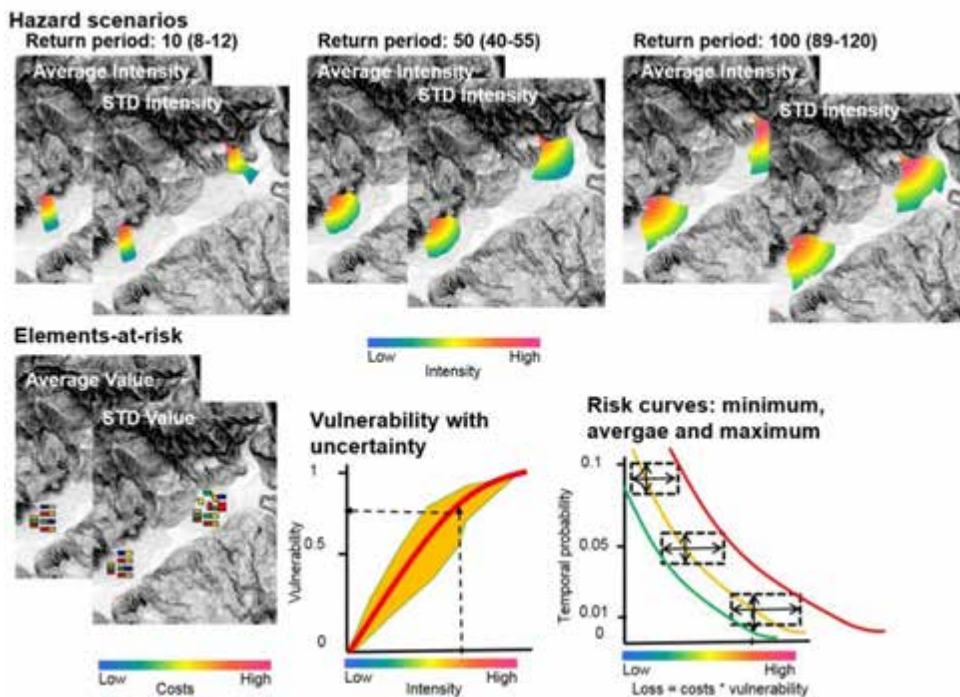 Hazard scenarios
Return period: 10 (8-12)
Return period: 50 (40-55)
Return period: 100 (89-120)
Average Intensity
STD Intensity
Average Intensity
STD Intensity
Average Intensity
STD Intensity
Elements-at-risk
Low
High
Intensity
Average Value
STD Value
Low
High
Costs
Vulnerability with
uncertainty
1
0.5
0
Vulnerability
Low
High
Intensity
Risk curves: minimum,
avergae and maximum
0.1
0.05
0.01
0
Temporal probability
Low
High
Loss = costs * vulnerability